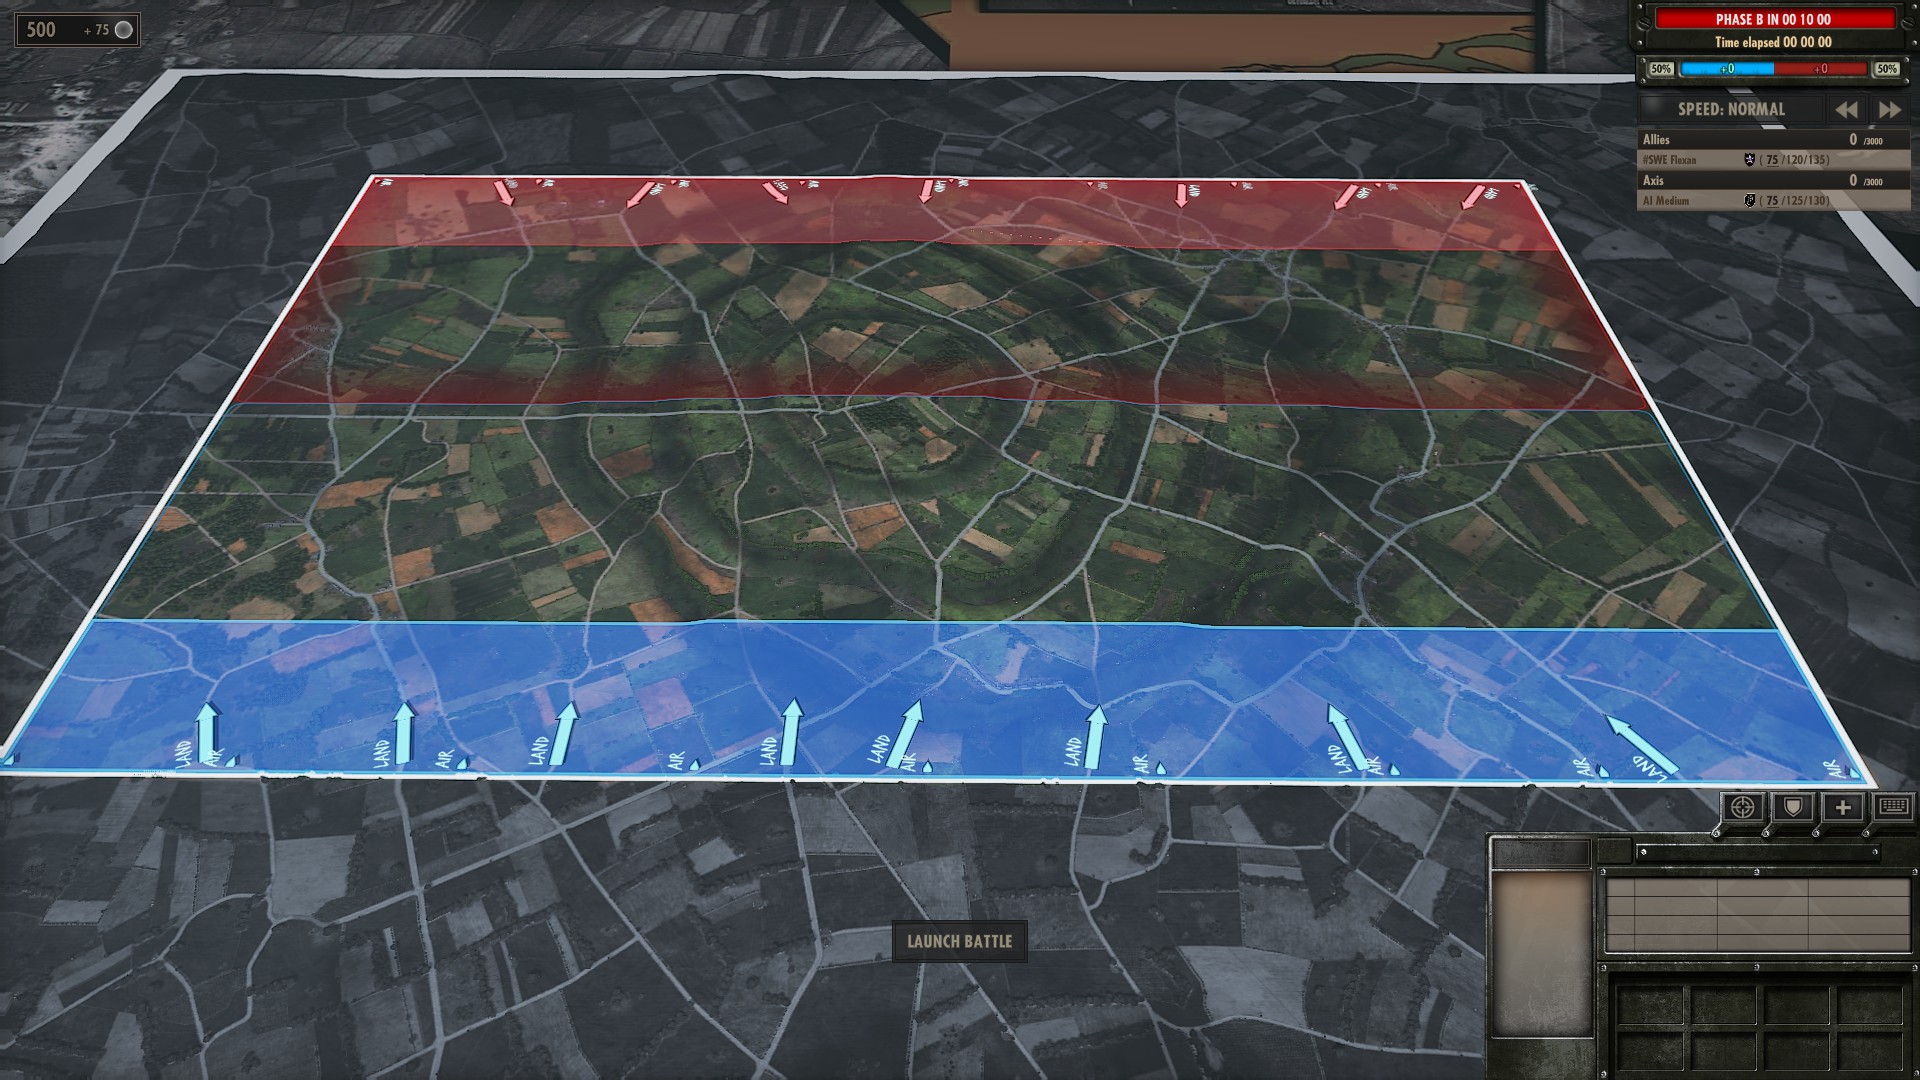 500 + 75
PHASE B IN 00 10 00
Time elapsed 00 00 00
50% +0 +0 50%
SPEED: NORMAL
Allies 0 /3000
#SWE Flexan ( 75 /120/135)
Axis 0 /3000
AI Medium ( 75 /125/130)
LAND AIR LAND AIR LAND AIR LAND LAND AIR LAND AIR LAND AIR AIR LAND AIR
LAUNCH BATTLE